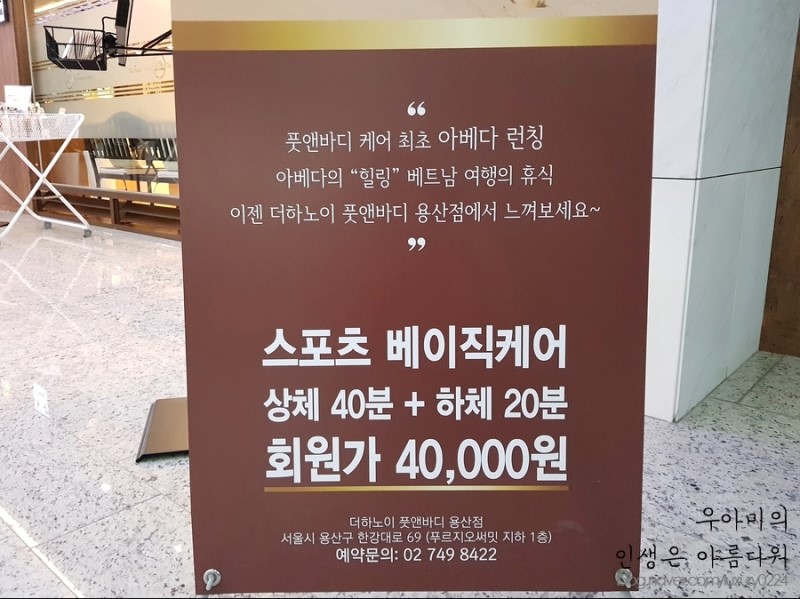 “
풋앤바디 케어 최초 아베다 런칭
아베다의 “힐링” 베트남 여행의 휴식
이젠 더하노이 풋앤바디 용산점에서 느껴보세요~
”
스포츠 베이직케어
상체 40분 + 하체 20분
회원가 40,000원
더하노이 풋앤바디 용산점
서울시 용산구 한강대로 69 (푸르지오써밋 지하 1층)
예약문의: 02 749 8422
우아미의
인생은 아름다워
blog.naver.com/luxury0224